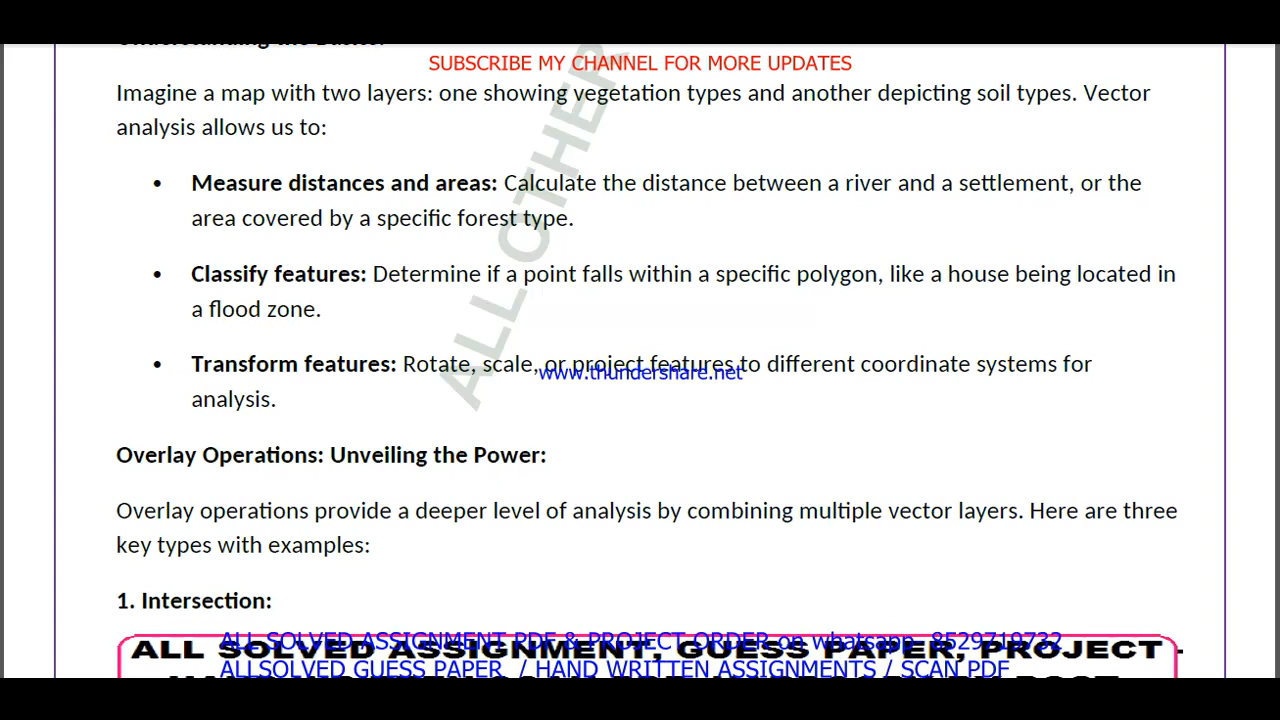 Understanding the Basics:
SUBSCRIBE MY CHANNEL FOR MORE UPDATES
Imagine a map with two layers: one showing vegetation types and another depicting soil types. Vector
analysis allows us to:
• Measure distances and areas: Calculate the distance between a river and a settlement, or the
area covered by a specific forest type.
• Classify features: Determine if a point falls within a specific polygon, like a house being located in
a flood zone.
• Transform features: Rotate, scale, or project features to different coordinate systems for
www.thundershare.net
analysis.
ALL OTHER
Overlay Operations: Unveiling the Power:
Overlay operations provide a deeper level of analysis by combining multiple vector layers. Here are three
key types with examples:
1. Intersection:
ALL SOLVED ASSIGNMENT PDF & PROJECT ORDER on whatsapp 8529719732
ALL SOLVED ASSIGNMENT, GUESS PAPER, PROJECT -
ALLSOLVED GUESS PAPER / HAND WRITTEN ASSIGNMENTS / SCAN PDF